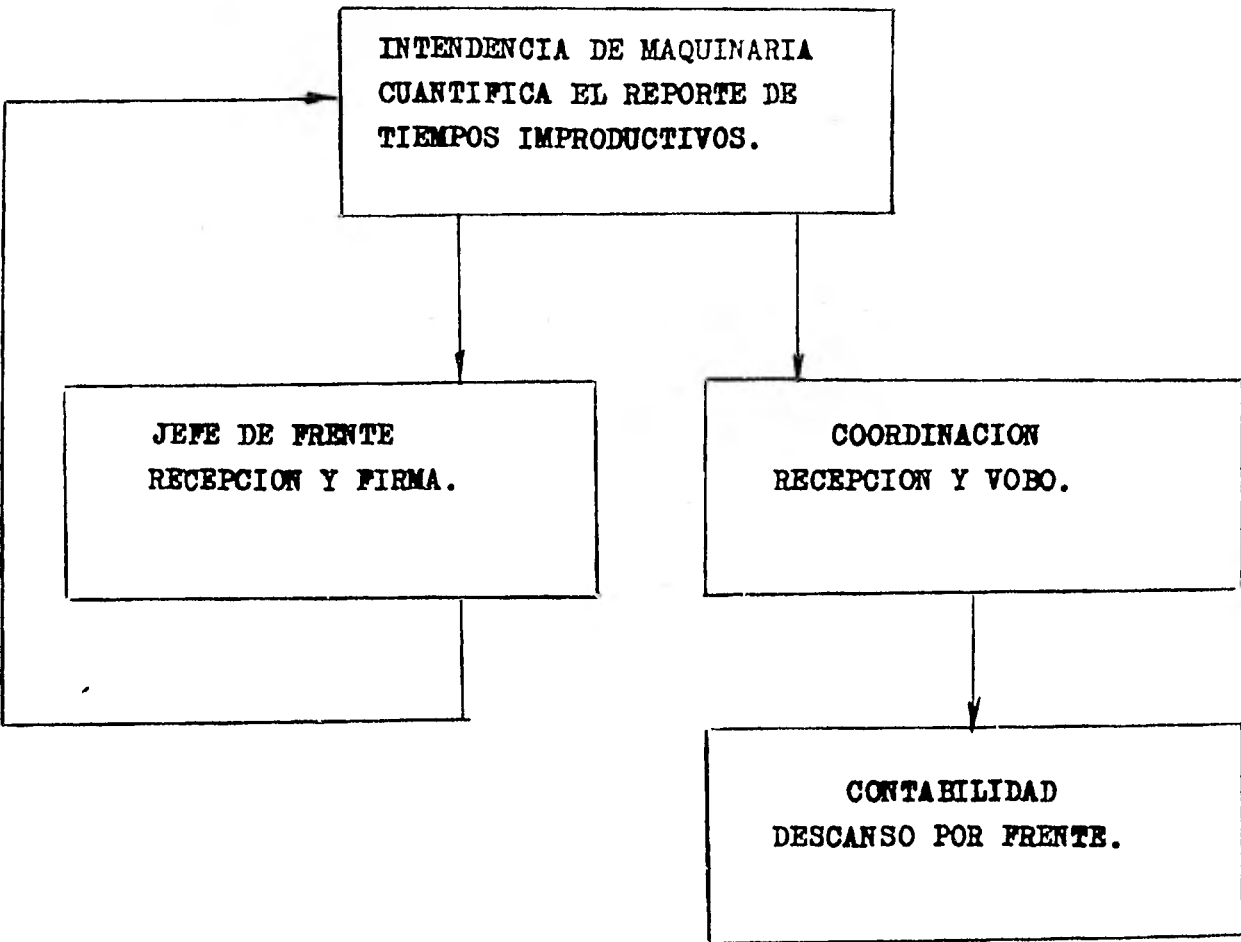 INTENDENCIA DE MAQUINARIA
CUANTIFICA EL REPORTE DE
TIEMPOS IMPRODUCTIVOS.
JEFE DE FRENTE
RECEPCION Y FIRMA.
COORDINACION
RECEPCION Y VOBO.
CONTABILIDAD
DESCANSO POR FRENTE.